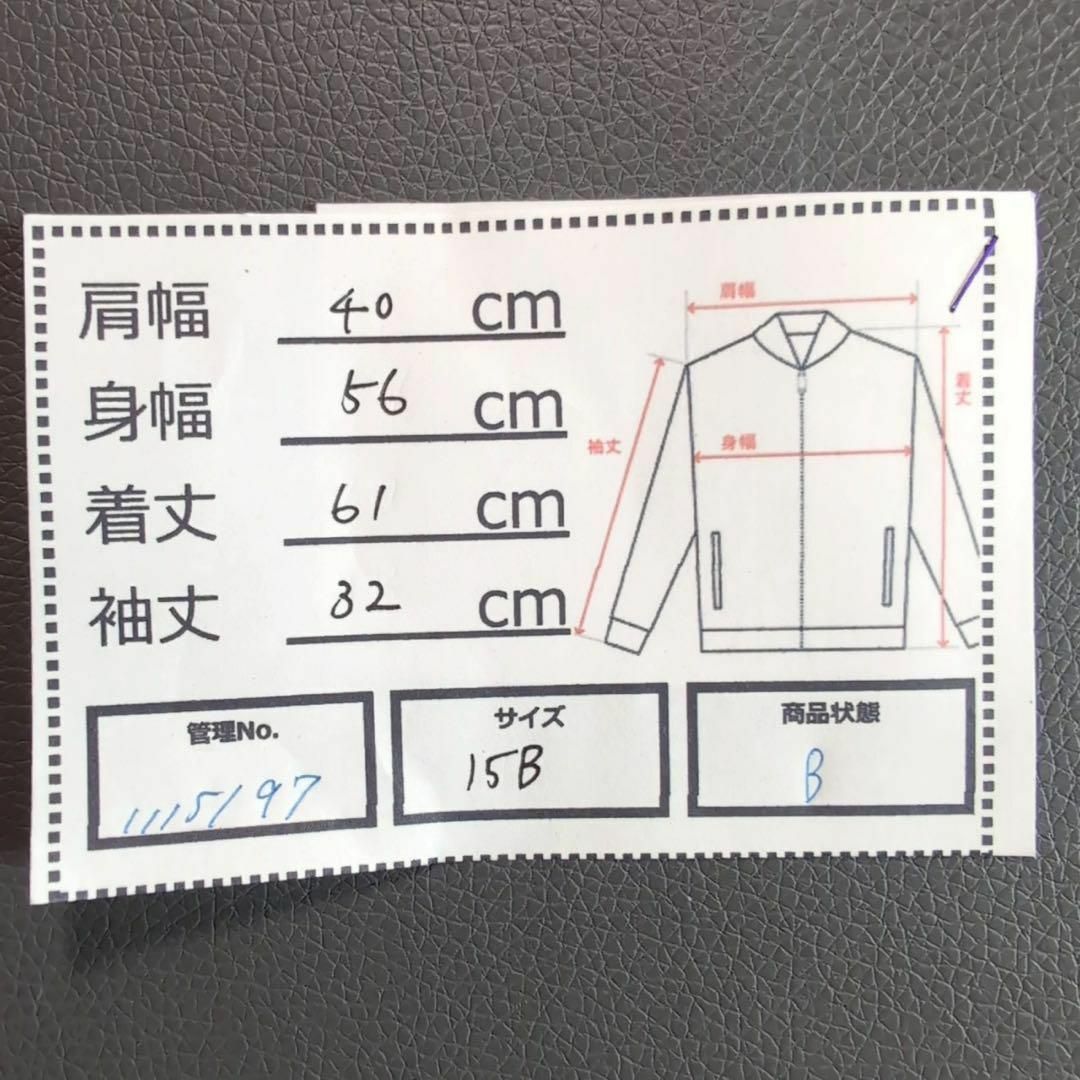 肩幅 40 cm
身幅 56 cm
着丈 61 cm
袖丈 32 cm
肩幅
着丈
袖丈
身幅
管理No.
1115197
サイズ
15B
商品状態
B